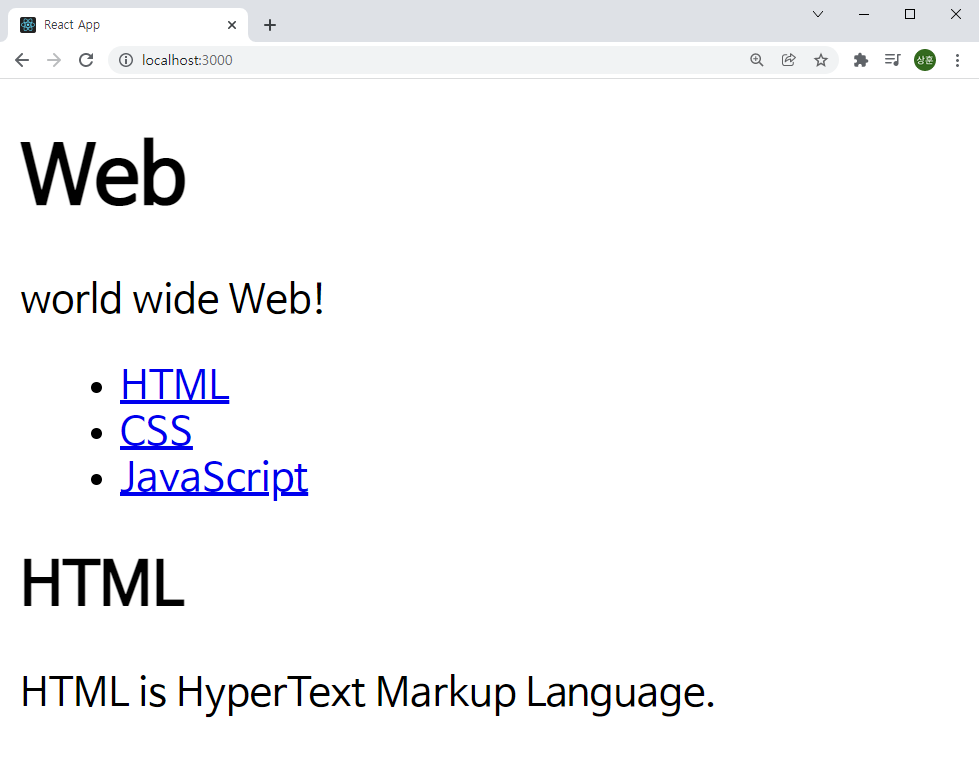 React App
localhost:3000
상훈
Web
world wide Web!
HTML
CSS
JavaScript
HTML
HTML is HyperText Markup Language.